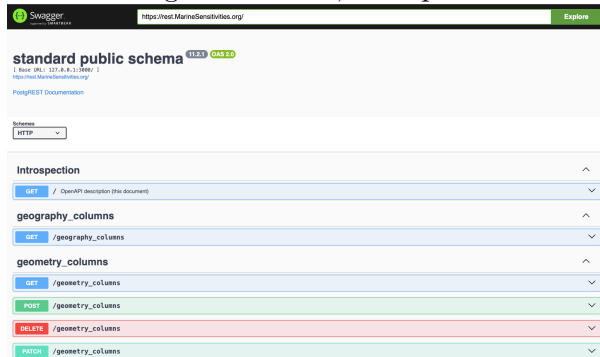 Swagger
Supported by SMARTBEAR
https://rest.MarineSensitivities.org/
Explore
standard public schema 11.2.1 OAS 2.0
[ Base URL: 127.0.0.1:3000/ ]
https://rest.MarineSensitivities.org/
PostgREST Documentation
Schemes
HTTP
Introspection
GET / OpenAPI description (this document)
geography_columns
GET /geography_columns
geometry_columns
GET /geometry_columns
POST /geometry_columns
DELETE /geometry_columns
PATCH /geometry_columns